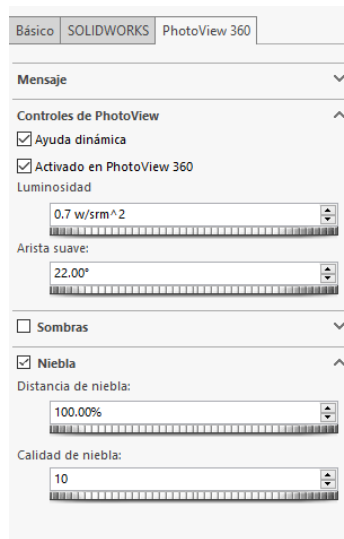 Básico SOLIDWORKS PhotoView 360
Mensaje
Controles de PhotoView
Ayuda dinámica
Activado en PhotoView 360
Luminosidad
0.7 w/srm^2
Arista suave:
22.00°
Sombras
Niebla
Distancia de niebla:
100.00%
Calidad de niebla:
10